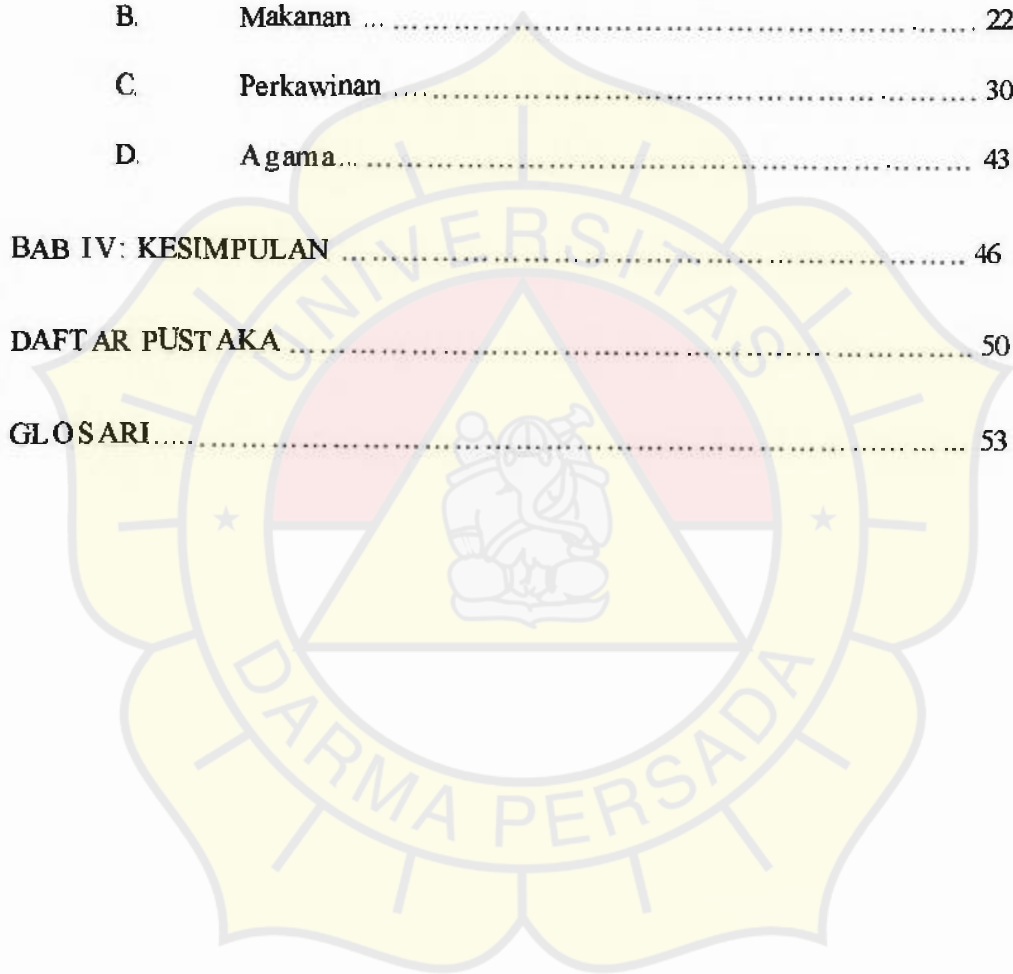 B. Makanan ... 22
C. Perkawinan .... 30
D. Agama... 43
BAB IV: KESIMPULAN ... 46
DAFTAR PUSTAKA ... 50
GLOSARI..... 53
UNIVERSITAS
DARMA PERSADA